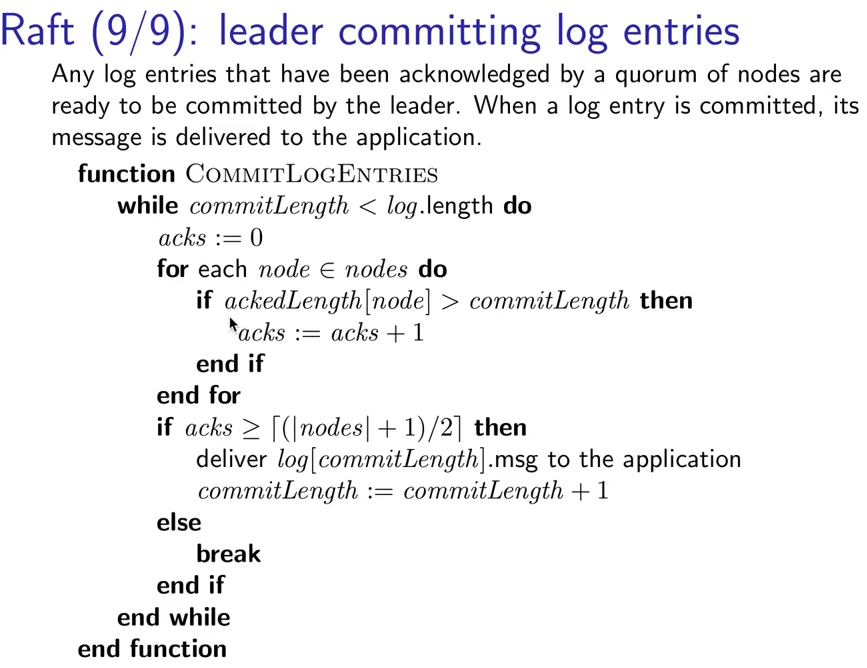 Raft (9/9): leader committing log entries
Any log entries that have been acknowledged by a quorum of nodes are
ready to be committed by the leader. When a log entry is committed, its
message is delivered to the application.
function CommitLogEntries
while commitLength < log.length do
acks := 0
for each node ∈ nodes do
if ackedLength[node] > commitLength then
acks := acks + 1
end if
end for
if acks ≥ ⌈(|nodes| + 1)/2⌉ then
deliver log[commitLength].msg to the application
commitLength := commitLength + 1
else
break
end if
end while
end function